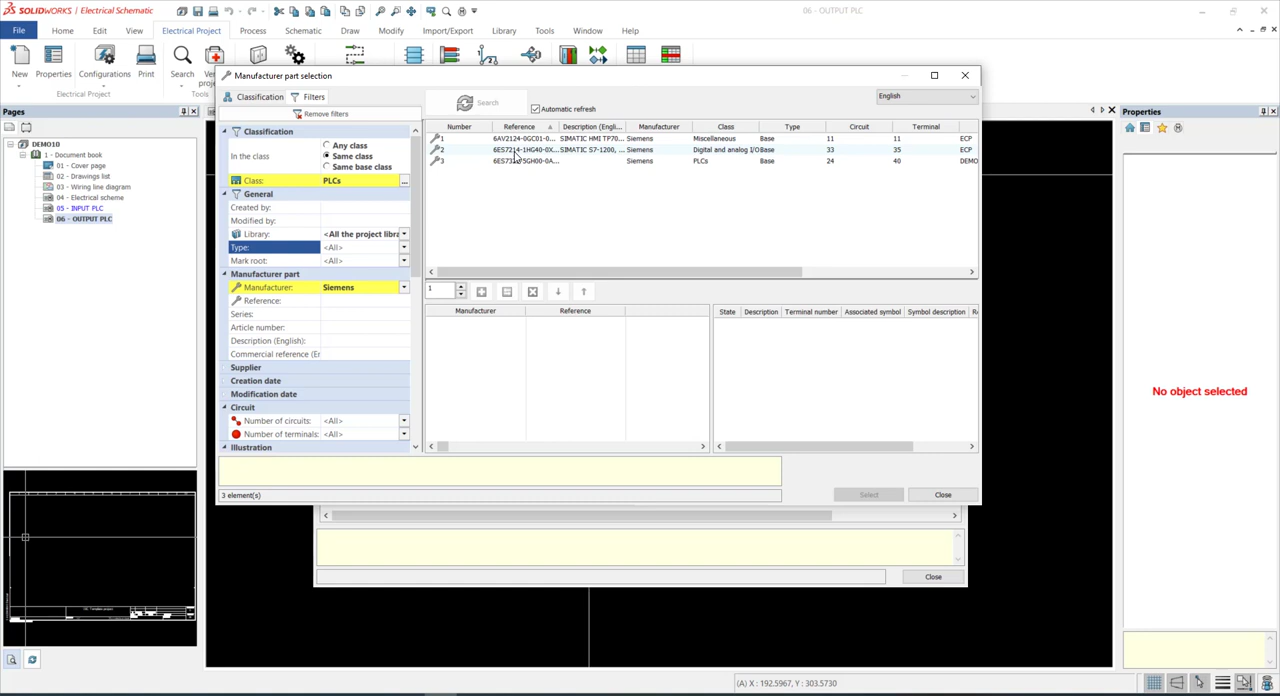 SOLIDWORKS Electrical Schematic
06 - OUTPUT PLC
File Home Edit View Electrical Project Process Schematic Draw Modify Import/Export Library Tools Window Help
New Properties Configurations Print Search
Electrical Project Tools
Manufacturer part selection
Pages
DEMO10
1 - Document book
01 - Cover page
02 - Drawings list
03 - Wiring line diagram
04 - Electrical scheme
05 - INPUT PLC
06 - OUTPUT PLC
Classification Filters
Remove filters
Classification
In the class
Any class
Same class
Same base class
Class: PLCs ...
General
Created by:
Modified by:
Library: <All the project libra
Type: <All>
Mark root: <All>
Manufacturer part
Manufacturer: Siemens
Reference:
Series:
Article number:
Description (English):
Commercial reference (Er
Supplier
Creation date
Modification date
Circuit
Number of circuits: <All>
Number of terminals: <All>
Illustration
Search
Automatic refresh
English
Number Reference Description (Engli... Manufacturer Class Type Circuit Terminal
1 6AV2124-0GC01-0... SIMATIC HMI TP70... Siemens Miscellaneous Base 11 11 ECP
2 6ES7214-1HG40-0X... SIMATIC S7-1200, ... Siemens Digital and analog I/O Base 33 35 ECP
3 Siemens PLCs Base 24 40 DEMO
1
Manufacturer Reference
State Description Terminal number Associated symbol Symbol description
3 element(s)
Select Close
Close
Properties
No object selected
(A) X : 192.5967, Y : 303.5730